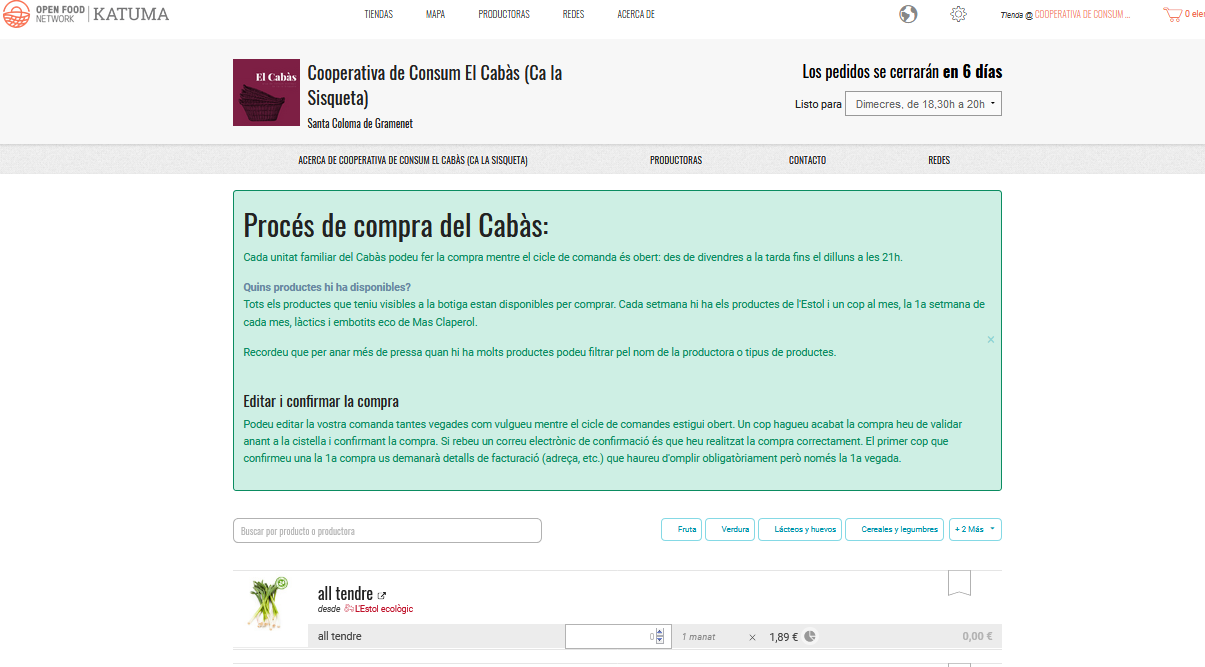 OPEN FOOD
NETWORK
KATUMA
TIENDAS
MAPA
PRODUCTORAS
REDES
ACERCA DE
Tienda @ COOPERATIVA DE CONSUM ...
0 ele
El Cabàs
Cooperativa de Consum El Cabàs (Ca la
Sisqueta)
Santa Coloma de Gramenet
Los pedidos se cerrarán en 6 días
Listo para
Dimecres, de 18,30h a 20h
ACERCA DE COOPERATIVA DE CONSUM EL CABÀS (CA LA SISQUETA)
PRODUCTORAS
CONTACTO
REDES
Procés de compra del Cabàs:
Cada unitat familiar del Cabàs podeu fer la compra mentre el cicle de comanda és obert: des de divendres a la tarda fins el dilluns a les 21h.
Quins productes hi ha disponibles?
Tots els productes que teniu visibles a la botiga estan disponibles per comprar. Cada setmana hi ha els productes de l'Estol i un cop al mes, la 1a setmana de
cada mes, làctics i embotits eco de Mas Claperol.
×
Recordeu que per anar més de pressa quan hi ha molts productes podeu filtrar pel nom de la productora o tipus de productes.
Editar i confirmar la compra
Podeu editar la vostra comanda tantes vegades com vulgueu mentre el cicle de comandes estigui obert. Un cop hagueu acabat la compra heu de validar
anant a la cistella i confirmant la compra. Si rebeu un correu electrònic de confirmació és que heu realitzat la compra correctament. El primer cop que
confirmeu una la 1a compra us demanarà detalls de facturació (adreça, etc.) que haureu d'omplir obligatòriament però només la 1a vegada.
Buscar por producto o productora
Fruta
Verdura
Lácteos y huevos
Cereales y legumbres
+ 2 Más
all tendre
desde L'Estol ecològic
all tendre
0
1 manat
×
1,89 €
0,00 €